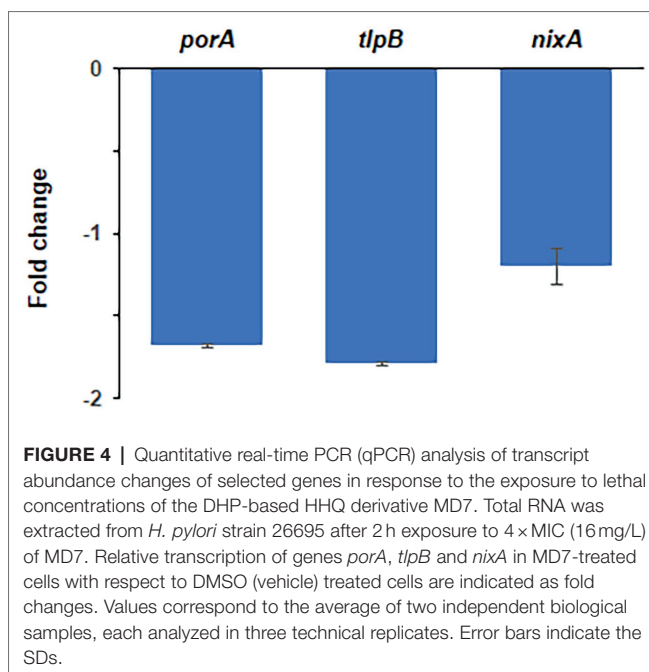 porA tlpB nixA
0
-1
-2
Fold change
FIGURE 4 | Quantitative real-time PCR (qPCR) analysis of transcript
abundance changes of selected genes in response to the exposure to lethal
concentrations of the DHP-based HHQ derivative MD7. Total RNA was
extracted from H. pylori strain 26695 after 2 h exposure to 4 × MIC (16 mg/L)
of MD7. Relative transcription of genes porA, tlpB and nixA in MD7-treated
cells with respect to DMSO (vehicle) treated cells are indicated as fold
changes. Values correspond to the average of two independent biological
samples, each analyzed in three technical replicates. Error bars indicate the
SDs.